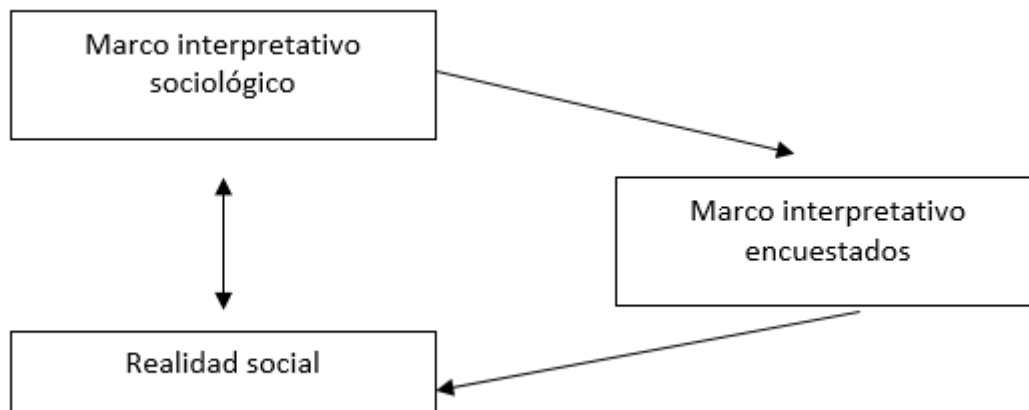 Marco interpretativo
sociológico
Marco interpretativo
encuestados
Realidad social